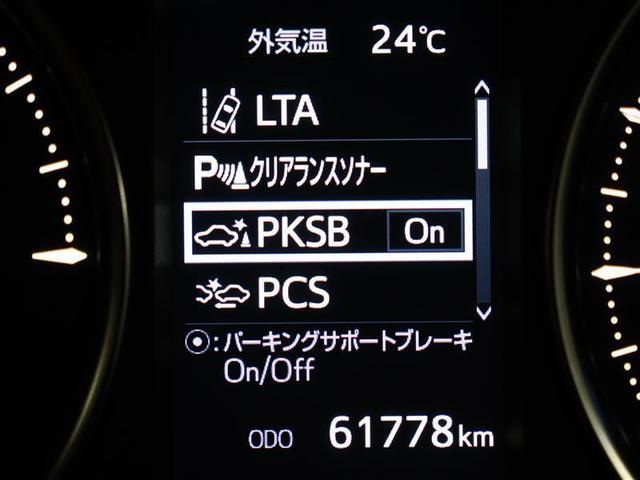 外気温 24℃
LTA
P クリアランスソナー
PKSB On
PCS
⦿:パーキングサポートブレーキ
On/Off
ODO 61778km